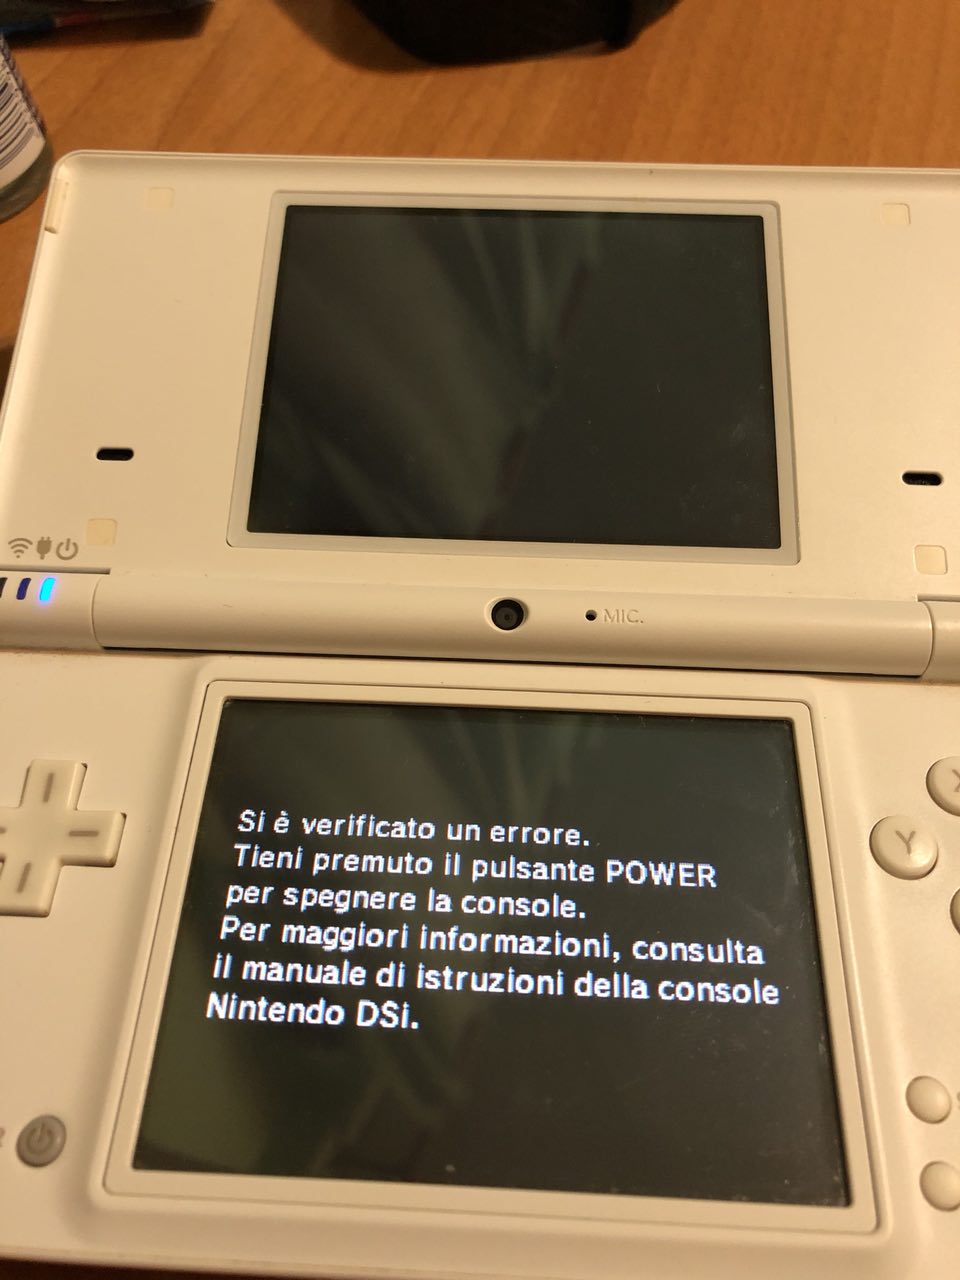 MIC.
Si è verificato un errore.
Tieni premuto il pulsante POWER
per spegnere la console.
Per maggiori informazioni, consulta
il manuale di istruzioni della console
Nintendo DSi.
X
Y